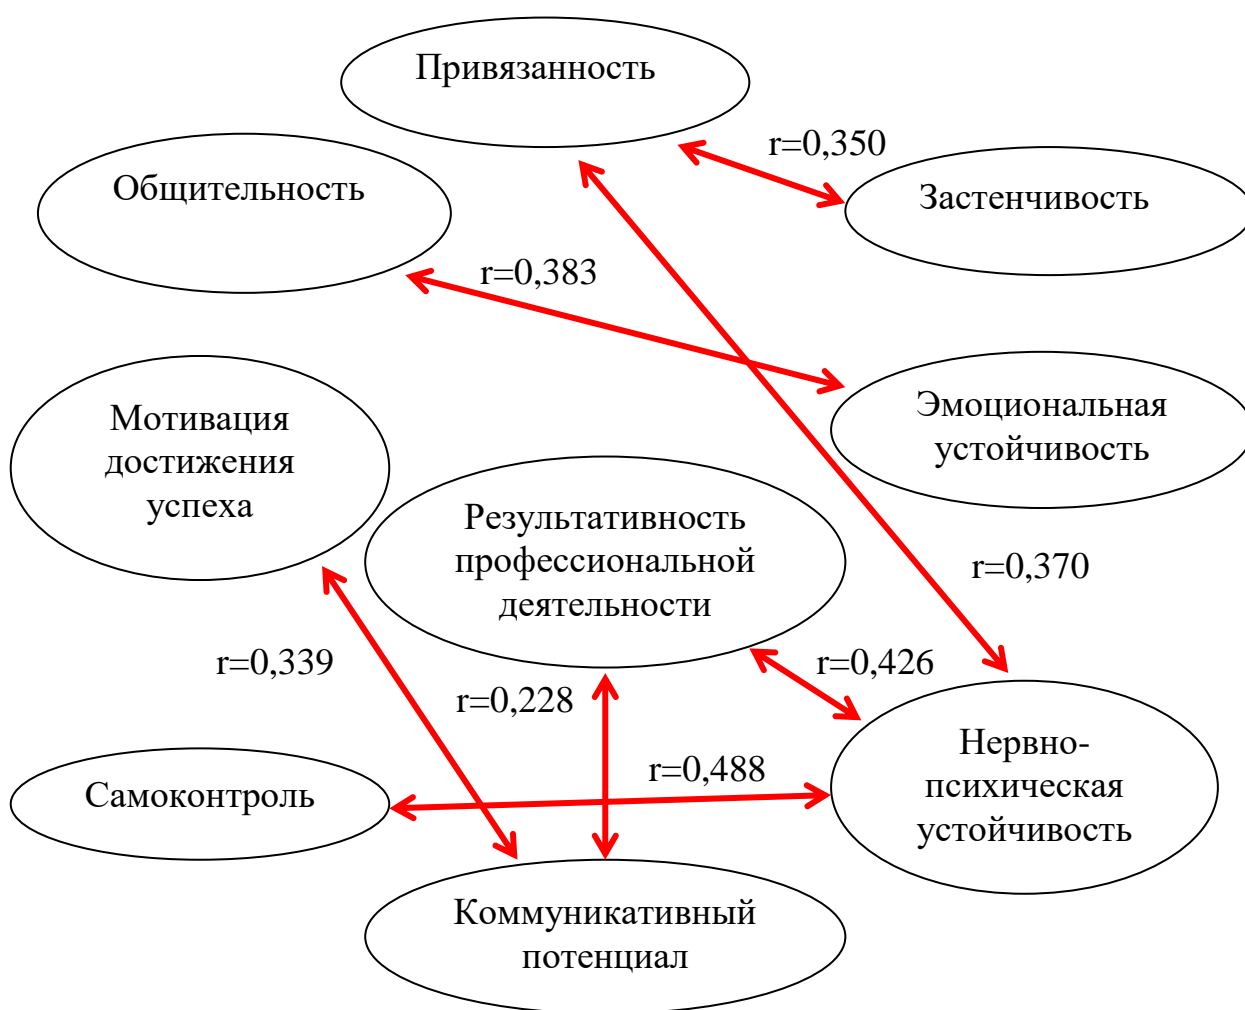 Привязанность
r=0,350
Общительность
Застенчивость
r=0,383
Мотивация
достижения
успеха
Эмоциональная
устойчивость
Результативность
профессиональной
деятельности
r=0,370
r=0,339
r=0,426
r=0,228
Самоконтроль
r=0,488
Нервно-
психическая
устойчивость
Коммуникативный
потенциал